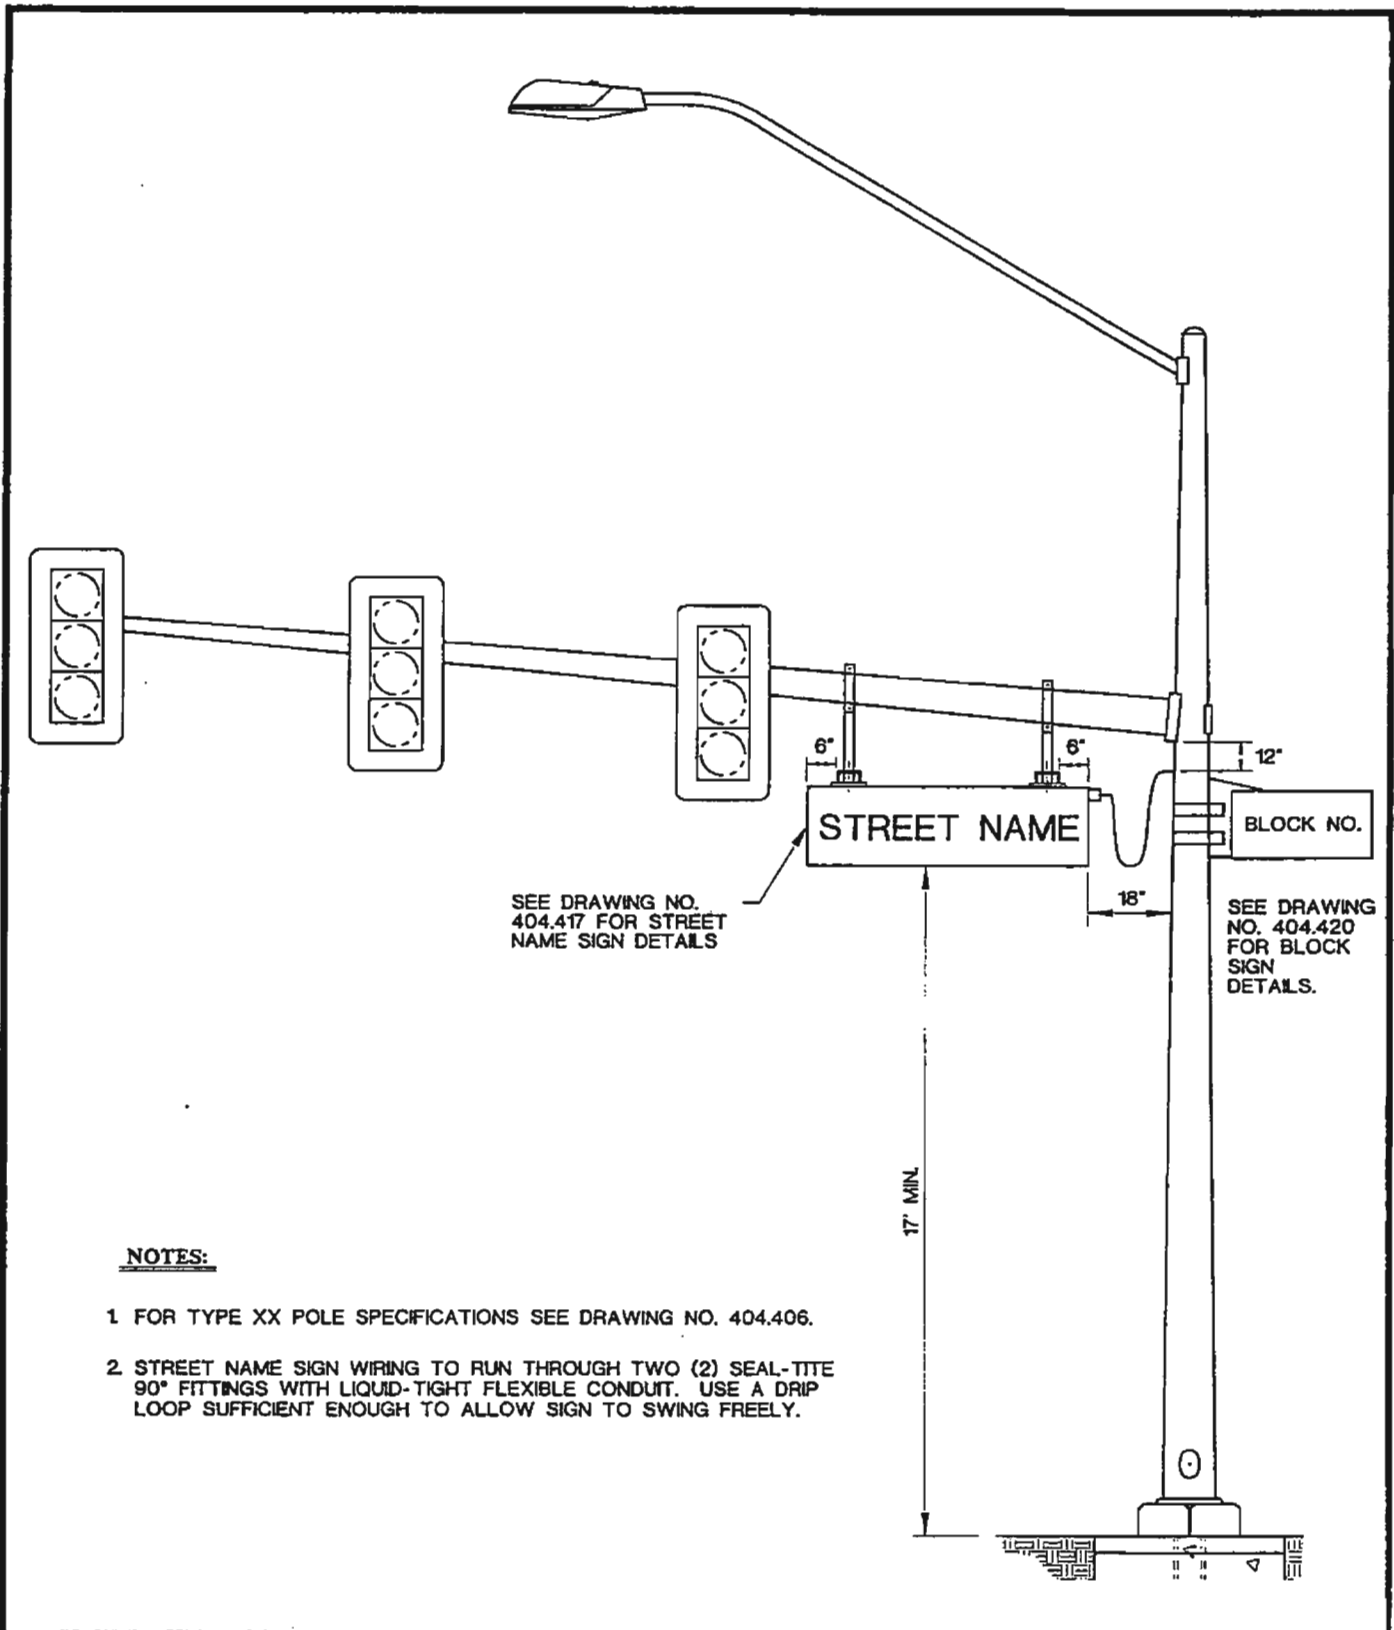 6"
6"
12"
STREET NAME
BLOCK NO.
18"
SEE DRAWING NO.
404.417 FOR STREET
NAME SIGN DETAILS
SEE DRAWING
NO. 404.420
FOR BLOCK
SIGN
DETAILS.
17' MIN.
NOTES:
1. FOR TYPE XX POLE SPECIFICATIONS SEE DRAWING NO. 404.406.
2. STREET NAME SIGN WIRING TO RUN THROUGH TWO (2) SEAL-TITE
90° FITTINGS WITH LIQUID-TIGHT FLEXIBLE CONDUIT. USE A DRIP
LOOP SUFFICIENT ENOUGH TO ALLOW SIGN TO SWING FREELY.